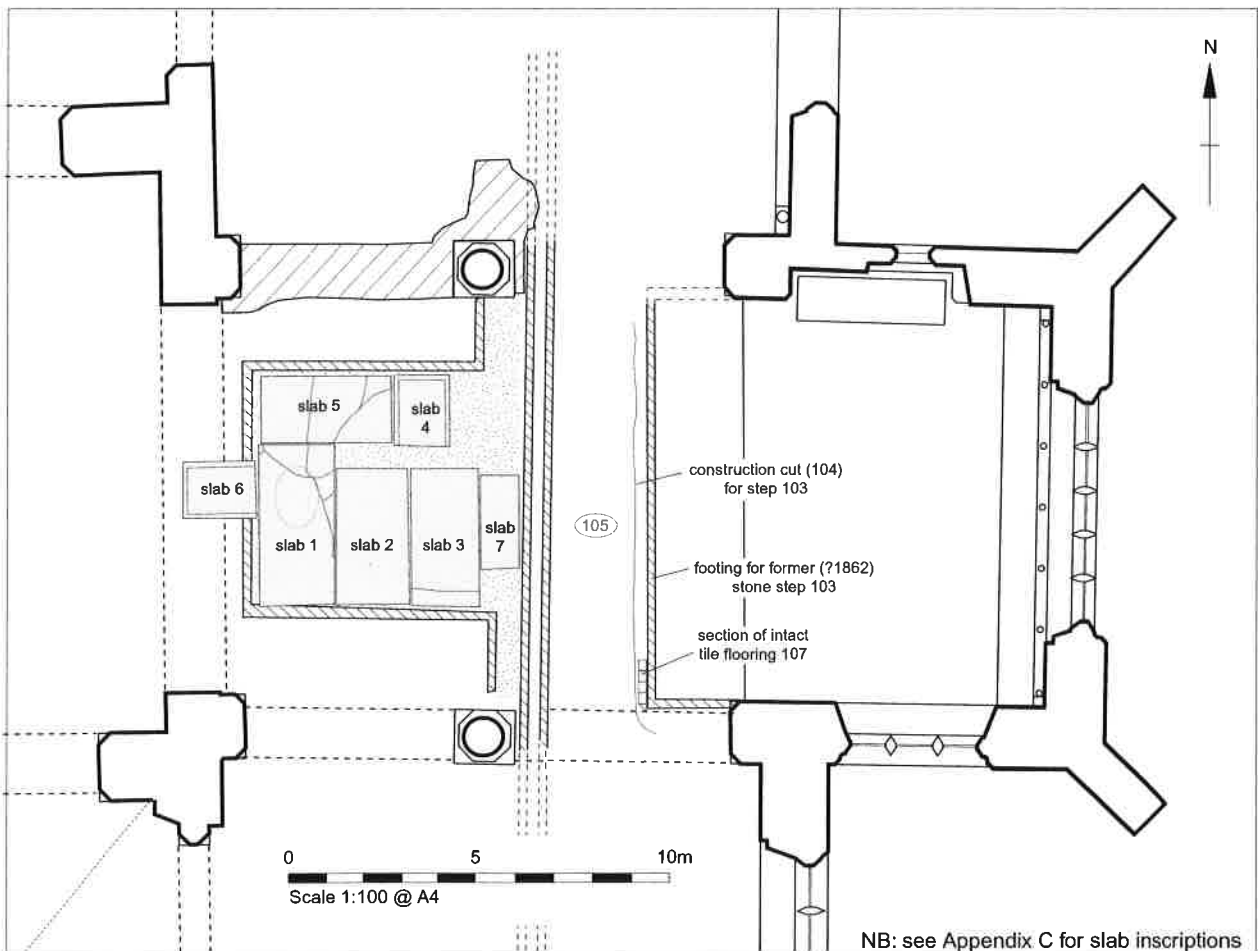 N
slab 5
slab
4
slab 6
slab 1
slab 2
slab 3
slab
7
105
construction cut (104)
for step 103
footing for former (?1862)
stone step 103
section of intact
tile flooring 107
0 5 10m
Scale 1:100 @ A4
NB: see Appendix C for slab inscriptions